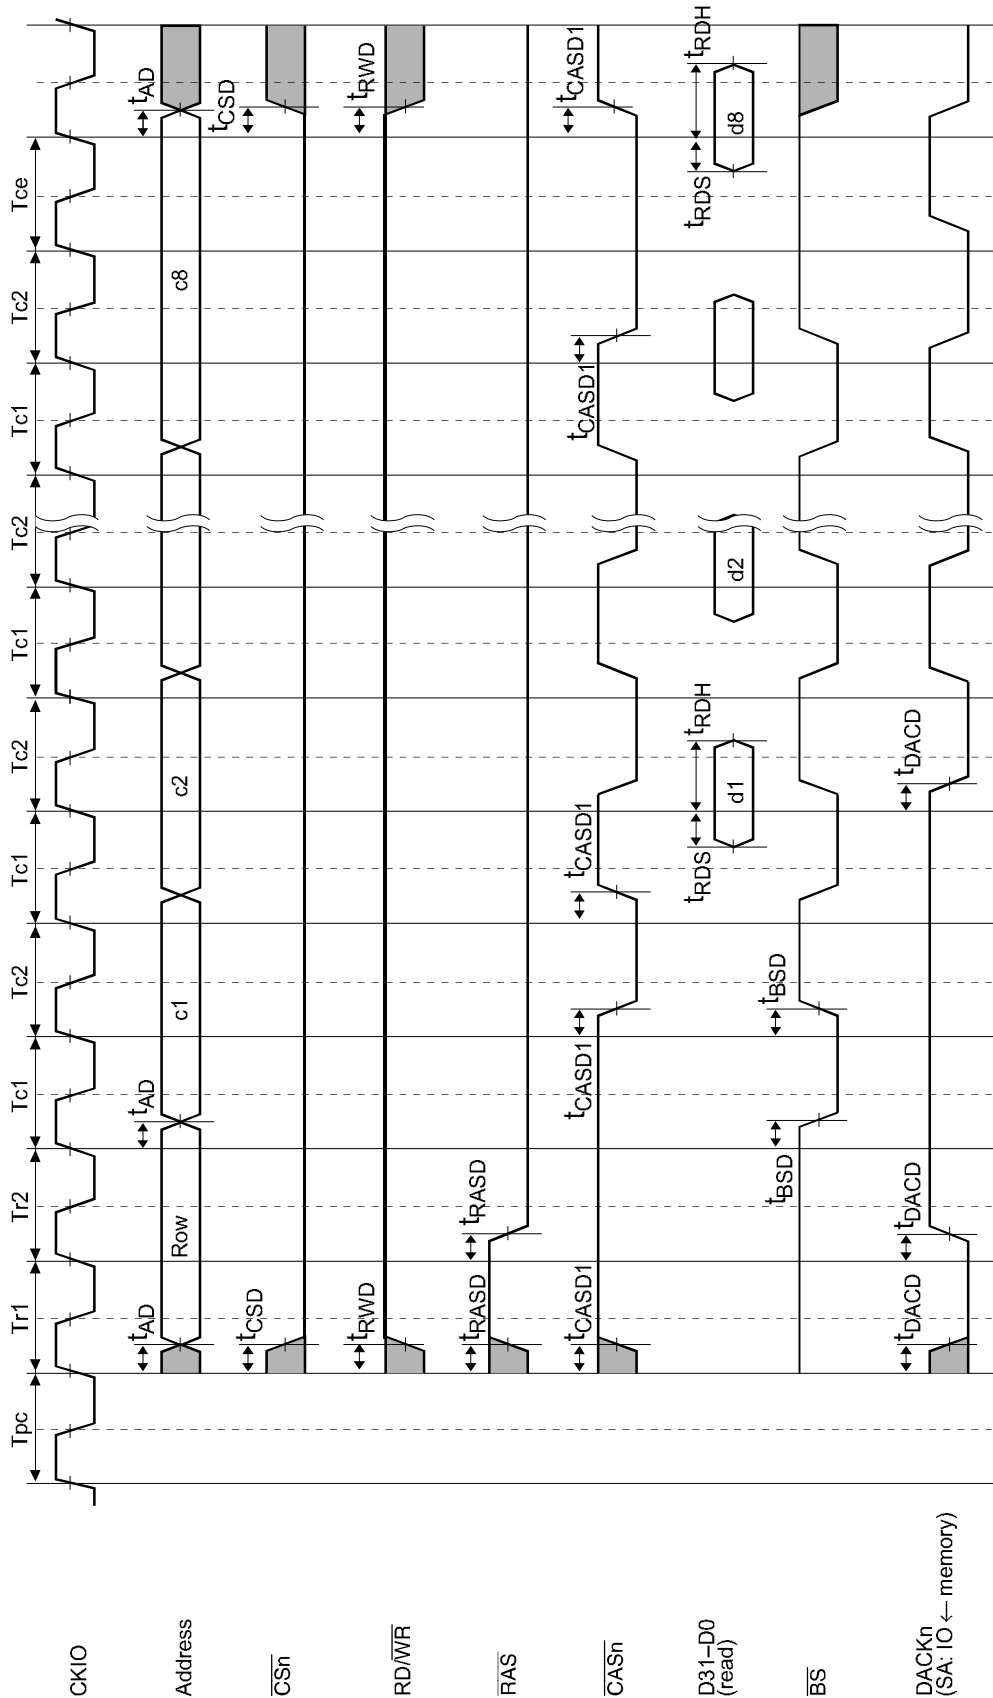 Tpc
Tr1
Tr2
Tc1
Tc2
Tc1
Tc2
Tc1
Tc2
Tc1
Tc2
Tce
CKIO
Address
tAD
Row
tAD
c1
c2
c8
tAD
CSn
tCSD
tCSD
RD/WR
tRWD
tRWD
RAS
tRASD
tRASD
CASn
tCASD1
tCASD1
tCASD1
tCASD1
tCASD1
D31–D0
(read)
tRDS
d1
tRDH
d2
tRDS
d8
tRDH
BS
tBSD
tBSD
DACKn
(SA: IO ← memory)
tDACD
tDACD
tDACD